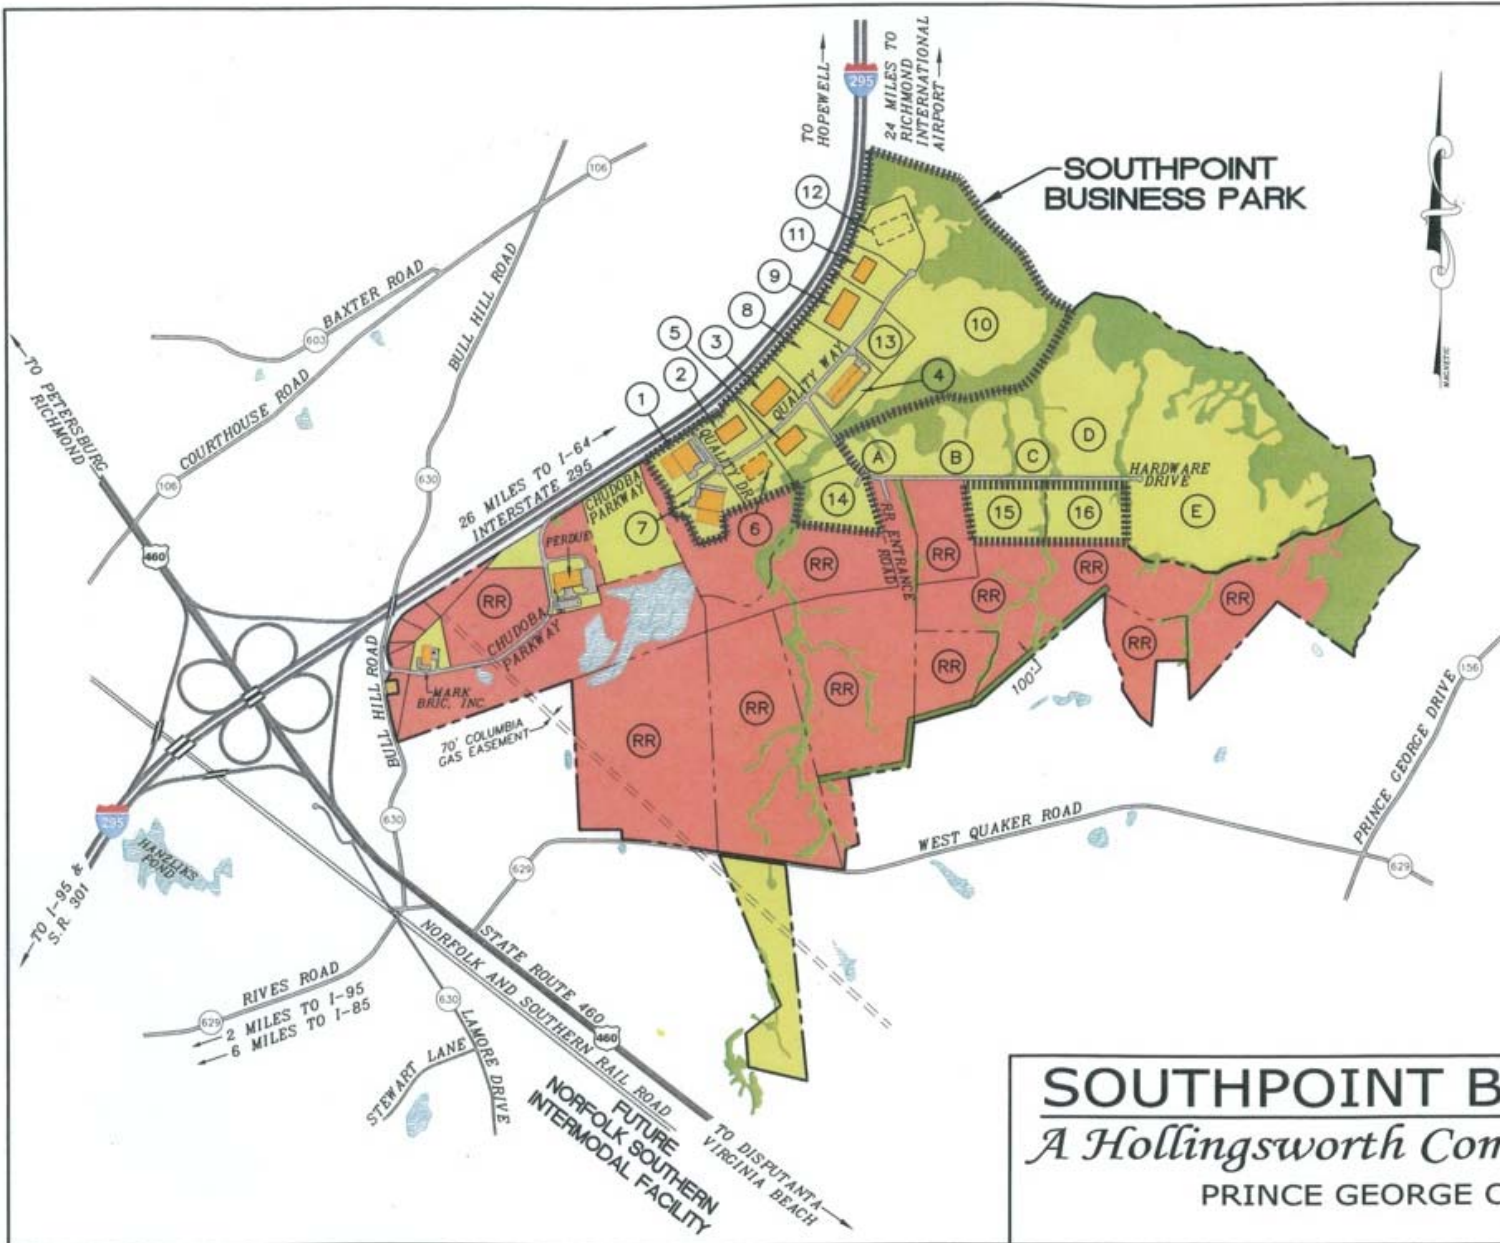 TO
HOPEWELL
24 MILES TO
RICHMOND
INTERNATIONAL
AIRPORT
295
SOUTHPOINT
BUSINESS PARK
MAGNETIC
106
BAXTER ROAD
603
BULL HILL ROAD
COURTHOUSE ROAD
106
630
TO PETERSBURG
RICHMOND
460
26 MILES TO I-64
INTERSTATE 295
12
11
9
8
5
3
2
1
10
13
4
QUALITY WAY
QUALITY WAY
QUALITY DR
CHUDOBA
PARKWAY
7
6
14
A
B
C
D
HARDWARE
DRIVE
15
16
E
RR ENTRANCE
ROAD
PERDUE
RR
RR
RR
RR
RR
RR
RR
RR
RR
RR
RR
CHUDOBA
PARKWAY
MARK
BRIC, INC
BULL HILL ROAD
70' COLUMBIA
GAS EASEMENT
100'
156
PRINCE GEORGE DRIVE
WEST QUAKER ROAD
629
629
630
295
HANZLIKS
POND
TO I-95 &
S.R. 301
RIVES ROAD
629
2 MILES TO I-95
6 MILES TO I-85
630
STEWART LANE
LAMORE DRIVE
STATE ROUTE 460
460
NORFOLK AND SOUTHERN RAIL ROAD
FUTURE
NORFOLK SOUTHERN
INTERMODAL FACILITY
TO DISPUTANTA
VIRGINIA BEACH
SOUTHPOINT B
A Hollingsworth Com
PRINCE GEORGE C